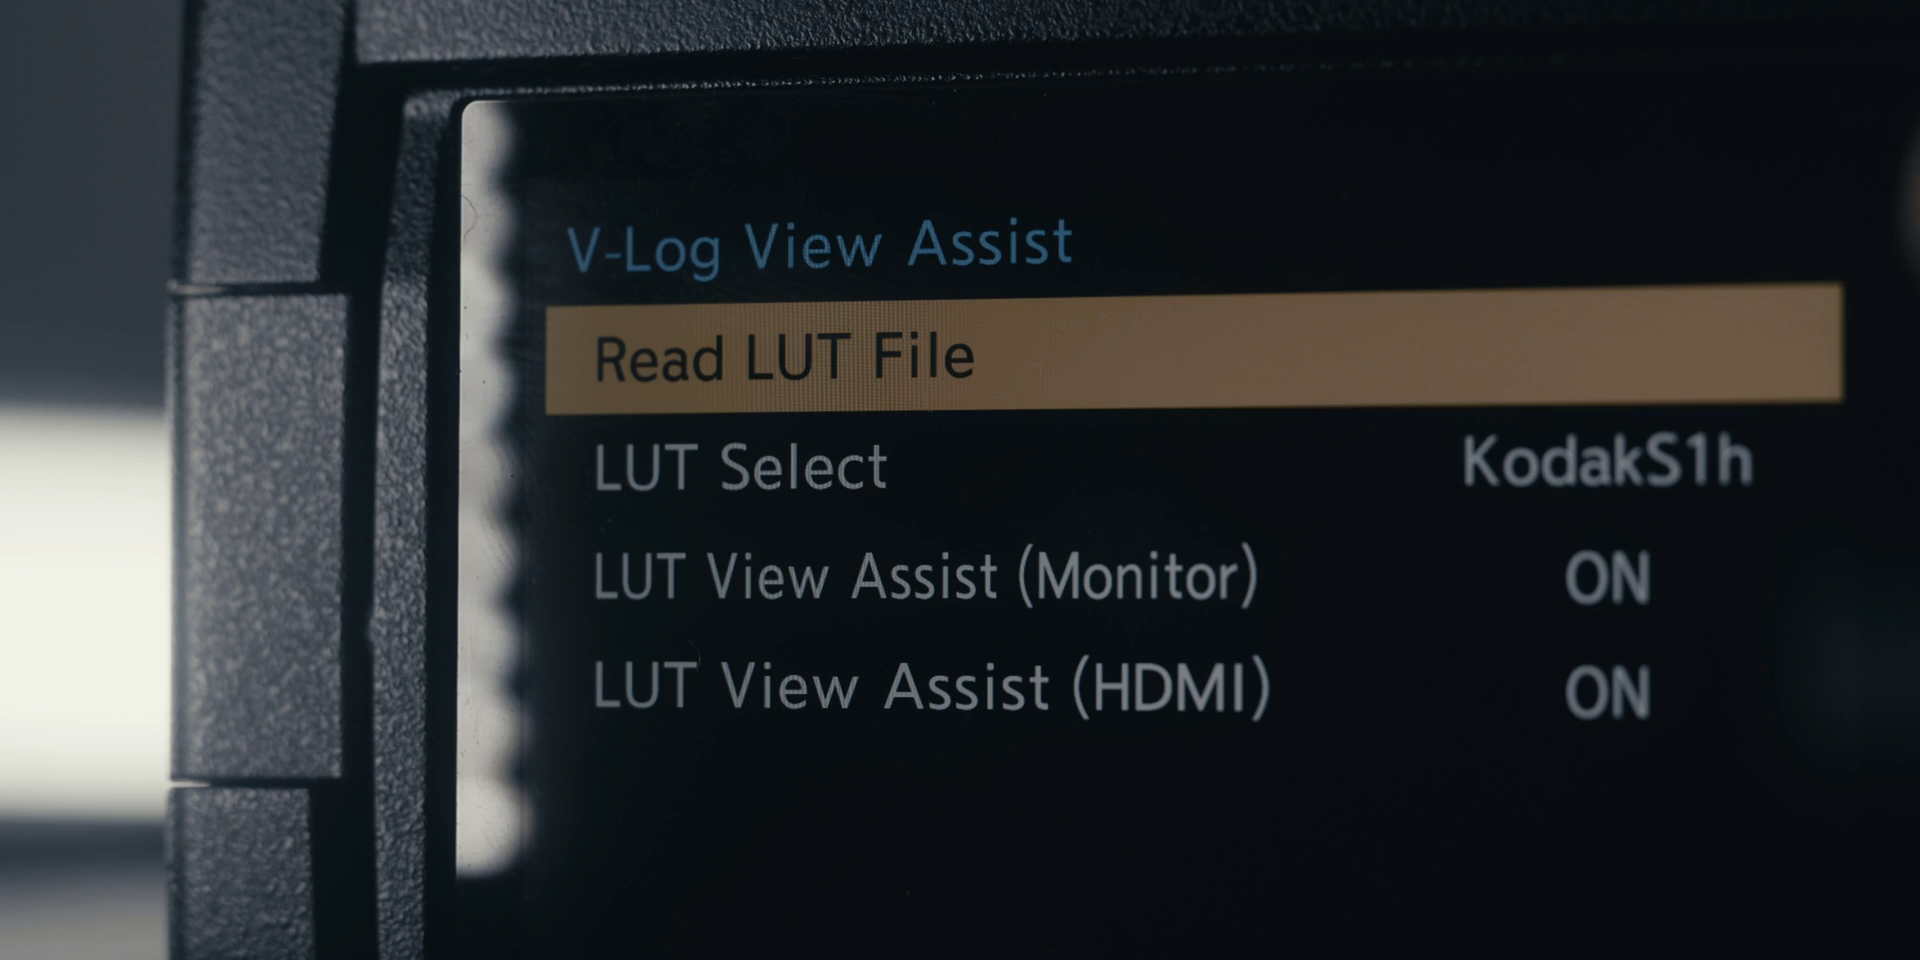 V-Log View Assist
Read LUT File
LUT Select KodakS1h
LUT View Assist (Monitor) ON
LUT View Assist (HDMI) ON